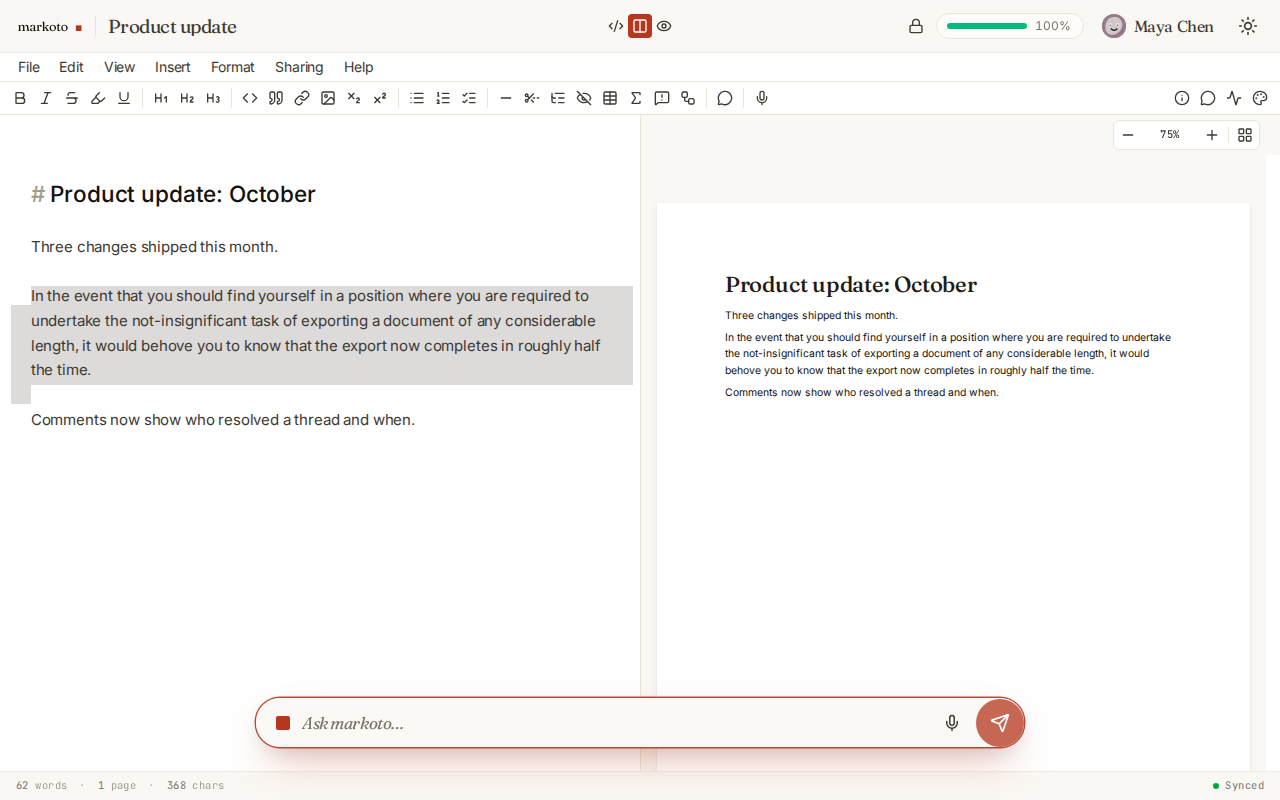 markoto
Product update
100%
Maya Chen
File Edit View Insert Format Sharing Help
H1 H2 H3
75%
# Product update: October
Three changes shipped this month.
In the event that you should find yourself in a position where you are required to
undertake the not-insignificant task of exporting a document of any considerable
length, it would behove you to know that the export now completes in roughly half
the time.
Comments now show who resolved a thread and when.
Product update: October
Three changes shipped this month.
In the event that you should find yourself in a position where you are required to undertake
the not-insignificant task of exporting a document of any considerable length, it would
behove you to know that the export now completes in roughly half the time.
Comments now show who resolved a thread and when.
Ask markoto...
62 words · 1 page · 368 chars
Synced